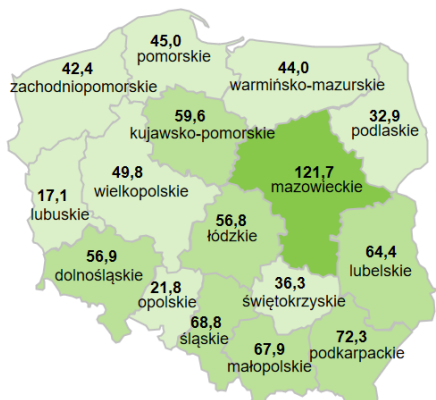 45,0
pomorskie
42,4
zachodniopomorskie
44,0
warmińsko-mazurskie
59,6
kujawsko-pomorskie
32,9
podlaskie
49,8
wielkopolskie
121,7
mazowieckie
17,1
lubuskie
56,8
łódzkie
56,9
dolnośląskie
64,4
lubelskie
21,8
opolskie
36,3
świętokrzyskie
68,8
śląskie
67,9
małopolskie
72,3
podkarpackie